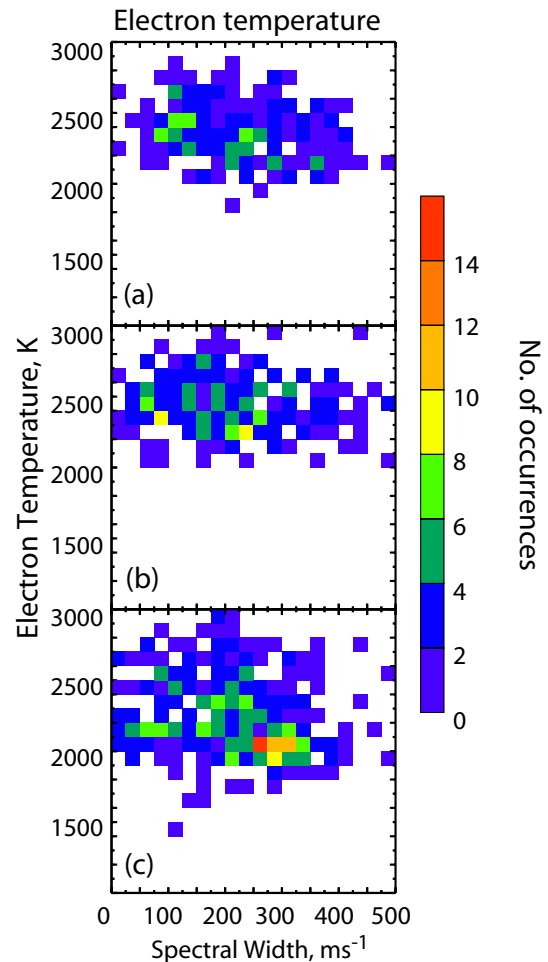 Electron temperature
3000
2500
2000
1500
(a)
3000
2500
2000
1500
(b)
3000
2500
2000
1500
(c)
0 100 200 300 400 500
Spectral Width, ms⁻¹
Electron Temperature, K
14
12
10
8
6
4
2
0
No. of occurrences